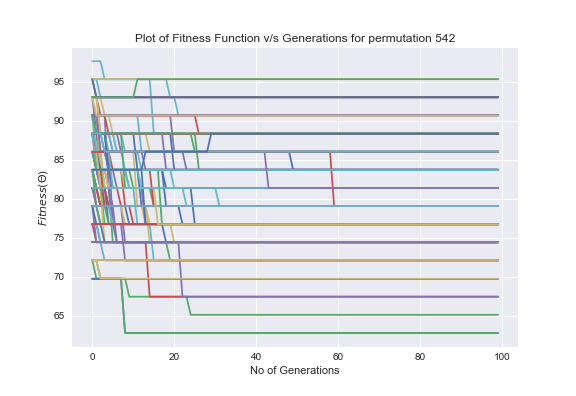 Plot of Fitness Function v/s Generations for permutation 542
Fitness(Θ)
95
90
85
80
75
70
65
0 20 40 60 80 100
No of Generations